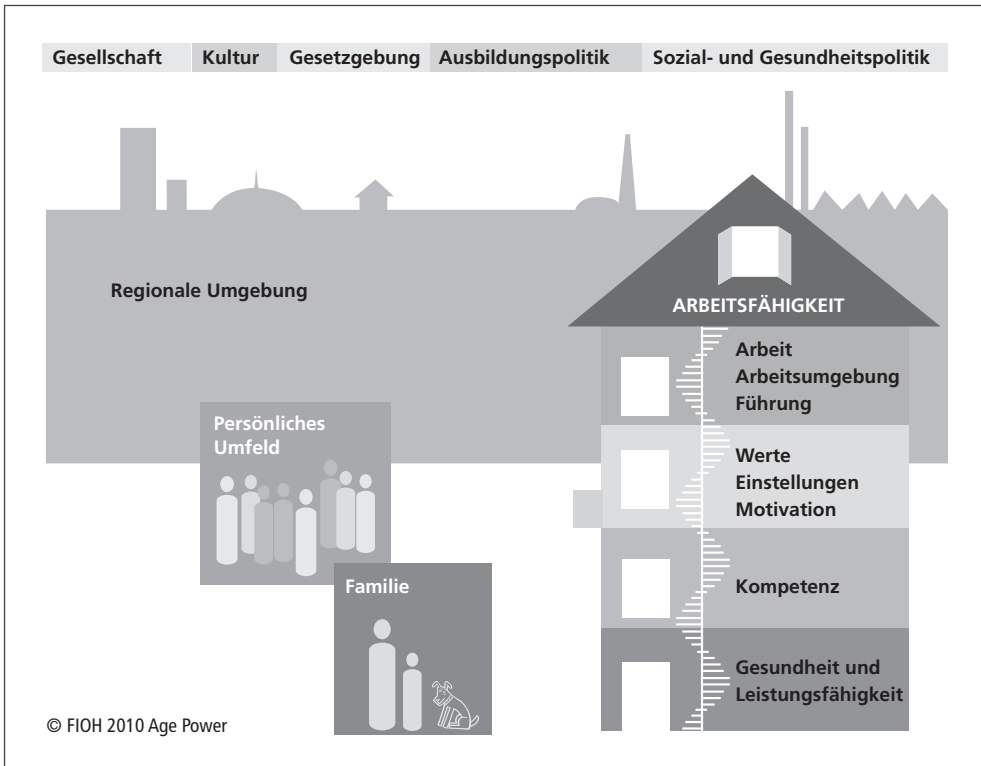 Gesellschaft Kultur Gesetzgebung Ausbildungspolitik Sozial- und Gesundheitspolitik
Regionale Umgebung
ARBEITSFÄHIGKEIT
Arbeit
Arbeitsumgebung
Führung
Persönliches
Umfeld
Werte
Einstellungen
Motivation
Familie
Kompetenz
Gesundheit und
Leistungsfähigkeit
© FIOH 2010 Age Power